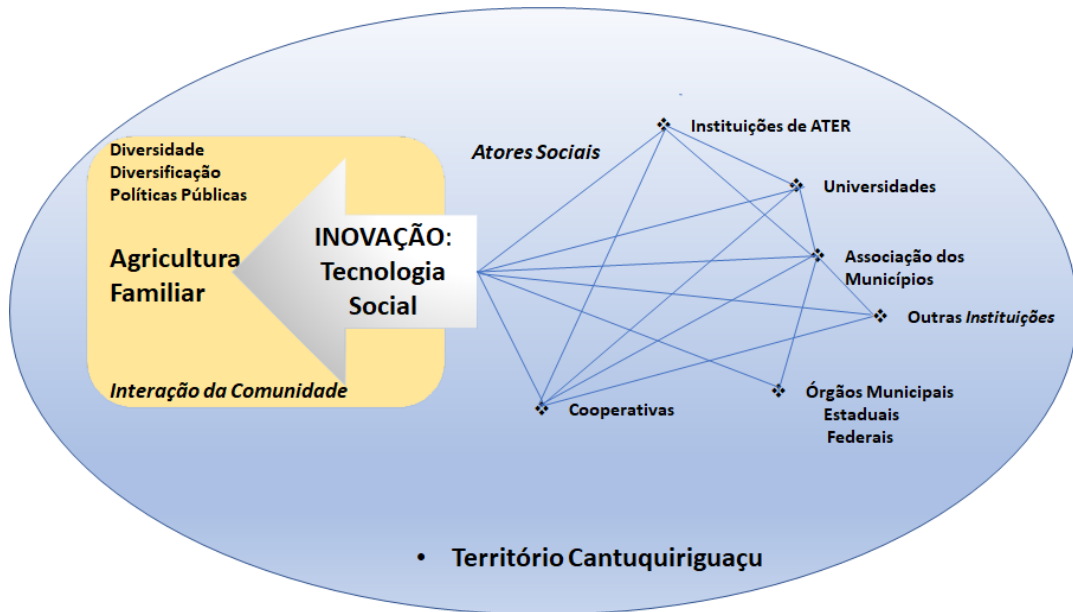 Diversidade
Diversificação
Políticas Públicas
Agricultura
Familiar
Interação da Comunidade
INOVAÇÃO:
Tecnologia
Social
Atores Sociais
Instituições de ATER
Universidades
Associação dos
Municípios
Outras Instituições
Órgãos Municipais
Estaduais
Federais
Cooperativas
• Território Cantuquiriguaçu